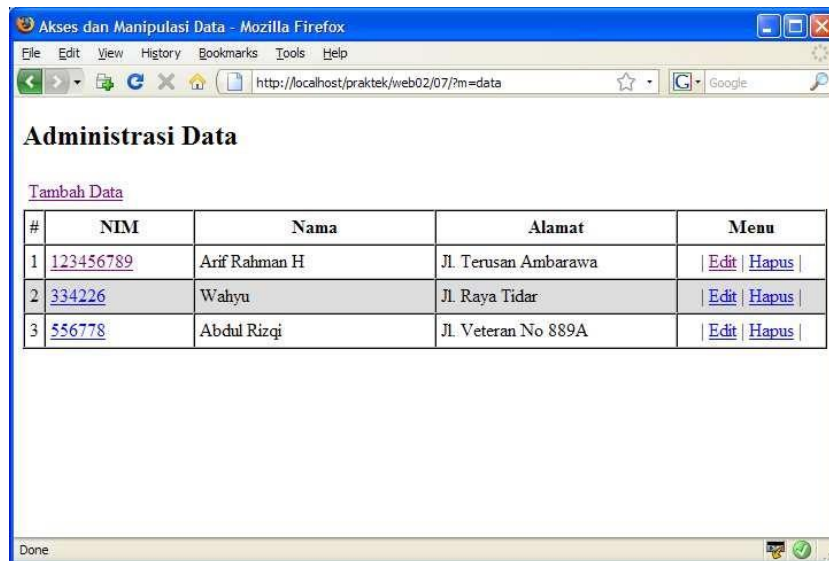 Akses dan Manipulasi Data - Mozilla Firefox
File Edit View History Bookmarks Tools Help
http://localhost/praktek/web02/07/?m=data G Google
Administrasi Data
Tambah Data
# NIM Nama Alamat Menu
1 123456789 Arif Rahman H Jl. Terusan Ambarawa | Edit | Hapus |
2 334226 Wahyu Jl. Raya Tidar | Edit | Hapus |
3 556778 Abdul Rizqi Jl. Veteran No 889A | Edit | Hapus |
Done